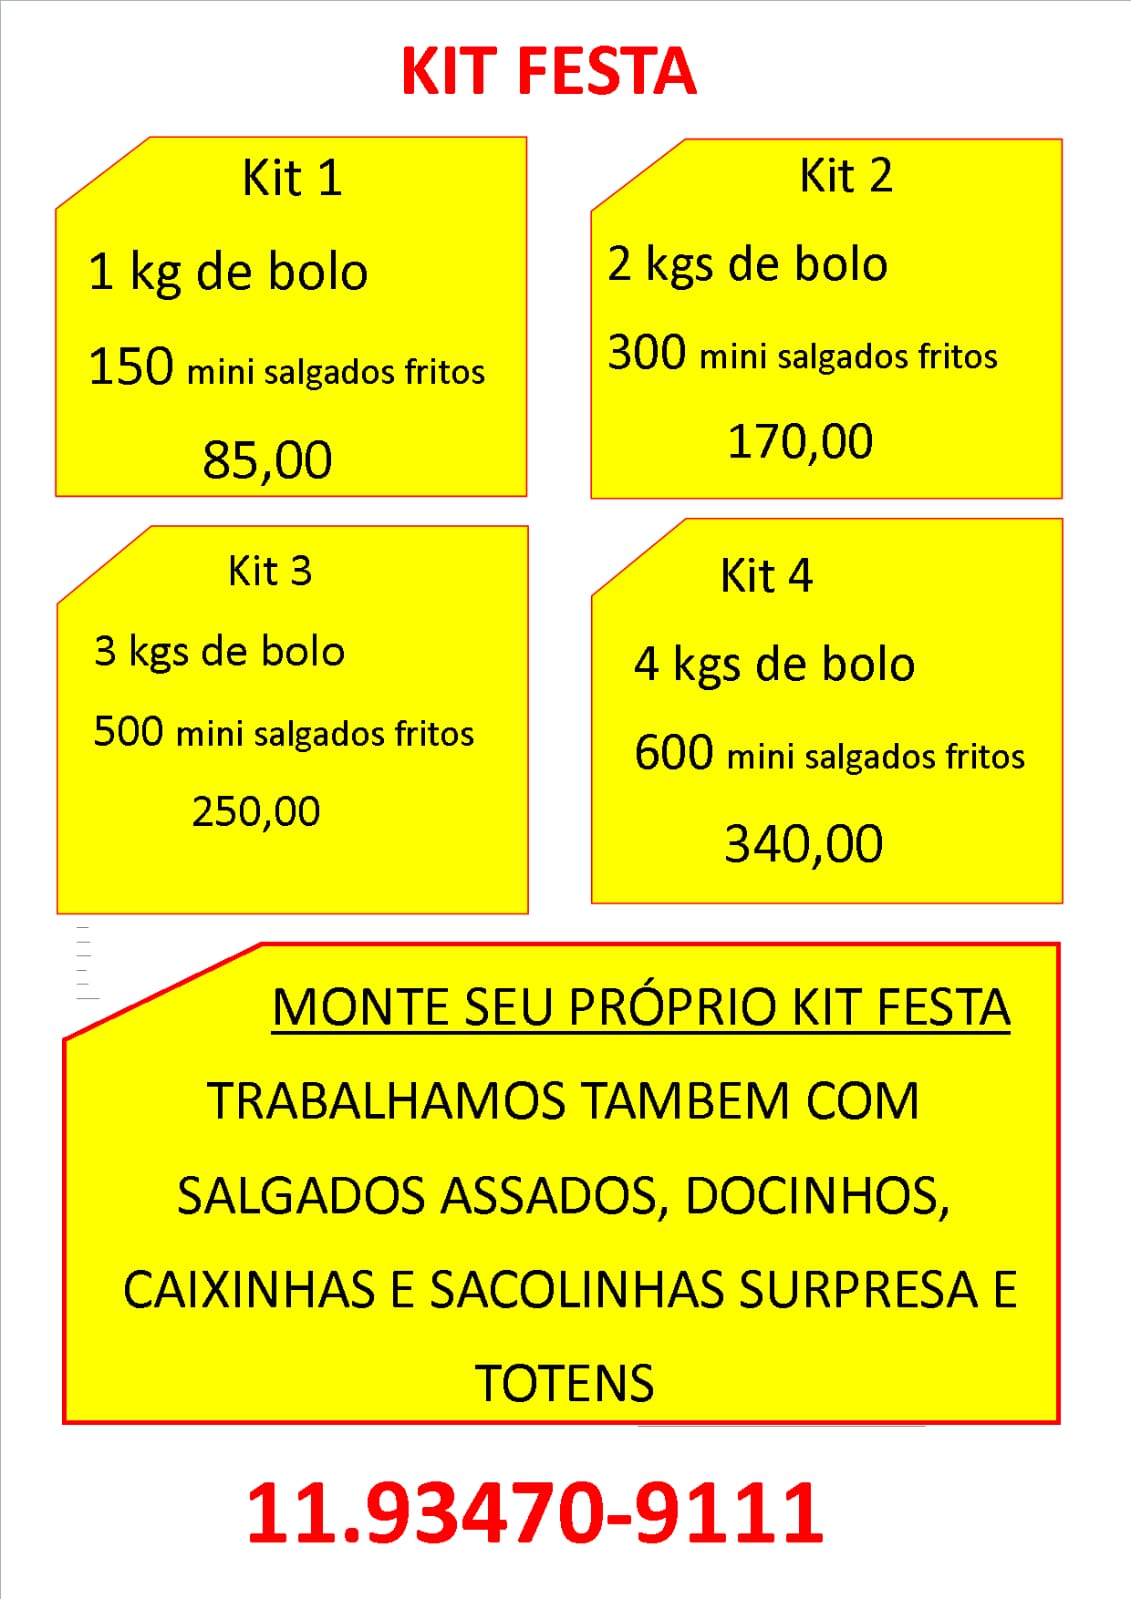 KIT FESTA
Kit 1
1 kg de bolo
150 mini salgados fritos
85,00
Kit 2
2 kgs de bolo
300 mini salgados fritos
170,00
Kit 3
3 kgs de bolo
500 mini salgados fritos
250,00
Kit 4
4 kgs de bolo
600 mini salgados fritos
340,00
MONTE SEU PRÓPRIO KIT FESTA
TRABALHAMOS TAMBEM COM
SALGADOS ASSADOS, DOCINHOS,
CAIXINHAS E SACOLINHAS SURPRESA E
TOTENS
11.93470-9111